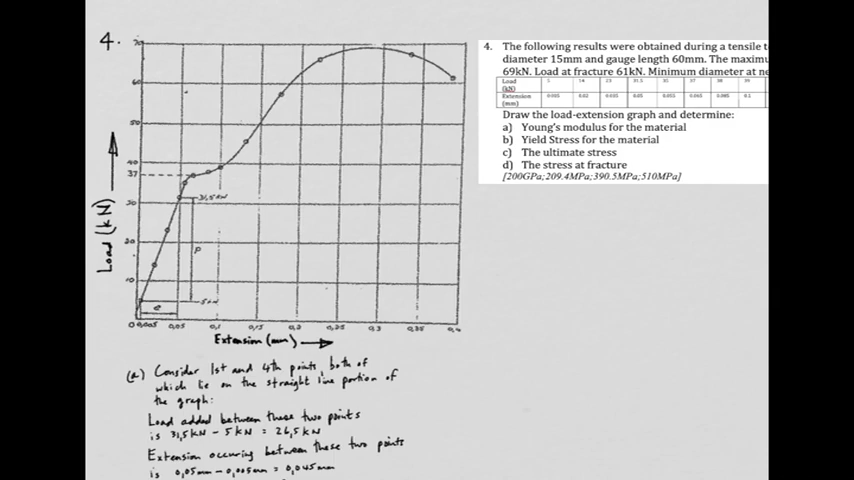 4.
70
60
50
40
37
30
20
10
Load (kN)
31,5 kN
P
5kN
e
0 0,005 0,05 0,1 0,15 0,2 0,25 0,3 0,35 0,4
Extension (mm)
(a) Consider 1st and 4th points, both of
which lie on the straight line portion of
the graph:
Load added between these two points
is 31,5kN - 5kN = 26,5kN
Extension occuring between these two points
is 0,05mm - 0,005mm = 0,045mm
4. The following results were obtained during a tensile t
diameter 15mm and gauge length 60mm. The maximu
69kN. Load at fracture 61kN. Minimum diameter at ne
Load (kN) 5 14 23 31.5 35 37 38 39
Extension (mm) 0.005 0.02 0.035 0.05 0.055 0.065 0.085 0.1
Draw the load-extension graph and determine:
a) Young's modulus for the material
b) Yield Stress for the material
c) The ultimate stress
d) The stress at fracture
[200GPa;209.4MPa;390.5MPa;510MPa]